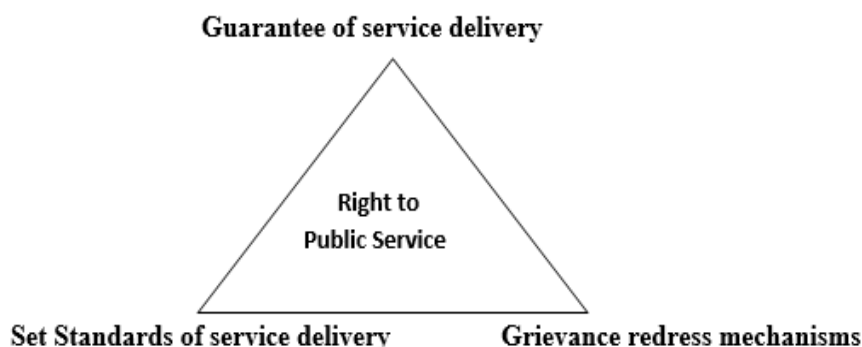 Guarantee of service delivery
Right to
Public Service
Set Standards of service delivery
Grievance redress mechanisms